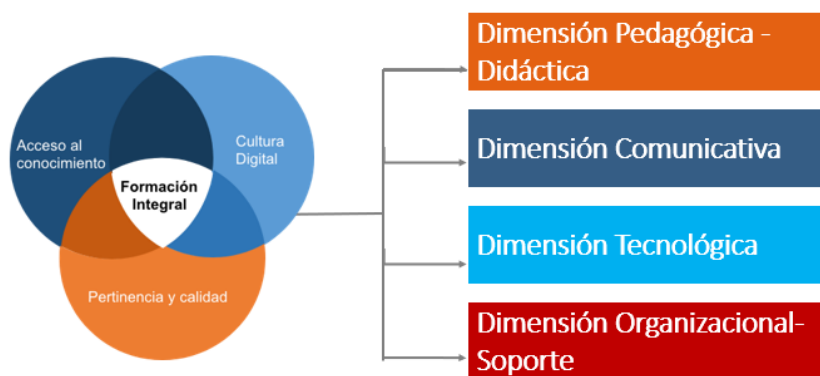 Acceso al
conocimiento
Cultura
Digital
Formación
Integral
Pertinencia y calidad
Dimensión Pedagógica -
Didáctica
Dimensión Comunicativa
Dimensión Tecnológica
Dimensión Organizacional-
Soporte